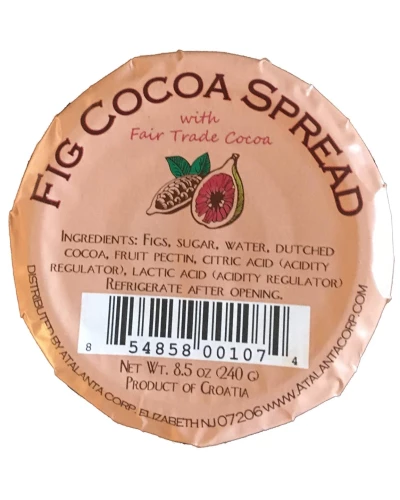 FIG COCOA SPREAD
with
Fair Trade Cocoa
INGREDIENTS: FIGS, SUGAR, WATER, DUTCHED
COCOA, FRUIT PECTIN, CITRIC ACID (ACIDITY
REGULATOR), LACTIC ACID (ACIDITY REGULATOR)
REFRIGERATE AFTER OPENING.
8 54858 00107 4
NET WT. 8.5 OZ (240 G)
PRODUCT OF CROATIA
DISTRIBUTED BY ATALANTA CORP. ELIZABETH NJ 07206 WWW.ATALANTACORP.COM